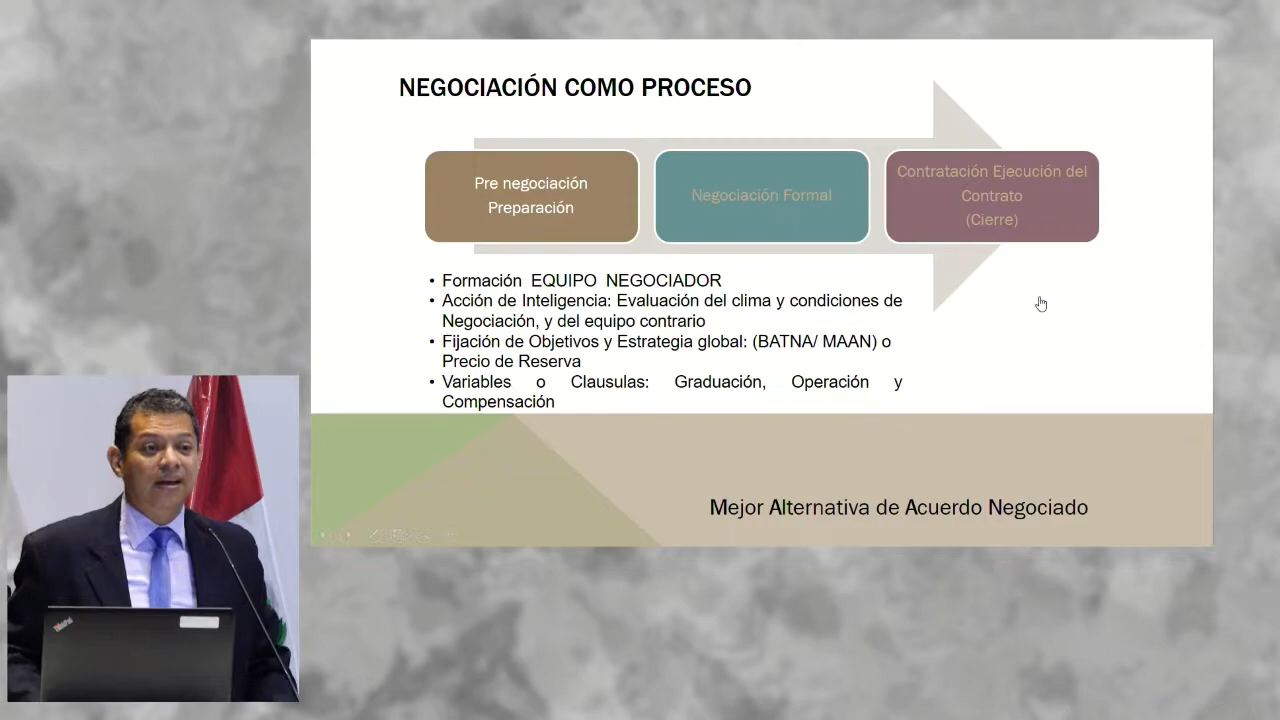 NEGOCIACIÓN COMO PROCESO
Pre negociación
Preparación
Negociación Formal
Contratación Ejecución del
Contrato
(Cierre)
• Formación EQUIPO NEGOCIADOR
• Acción de Inteligencia: Evaluación del clima y condiciones de
Negociación, y del equipo contrario
• Fijación de Objetivos y Estrategia global: (BATNA/ MAAN) o
Precio de Reserva
• Variables o Clausulas: Graduación, Operación y
Compensación
Mejor Alternativa de Acuerdo Negociado